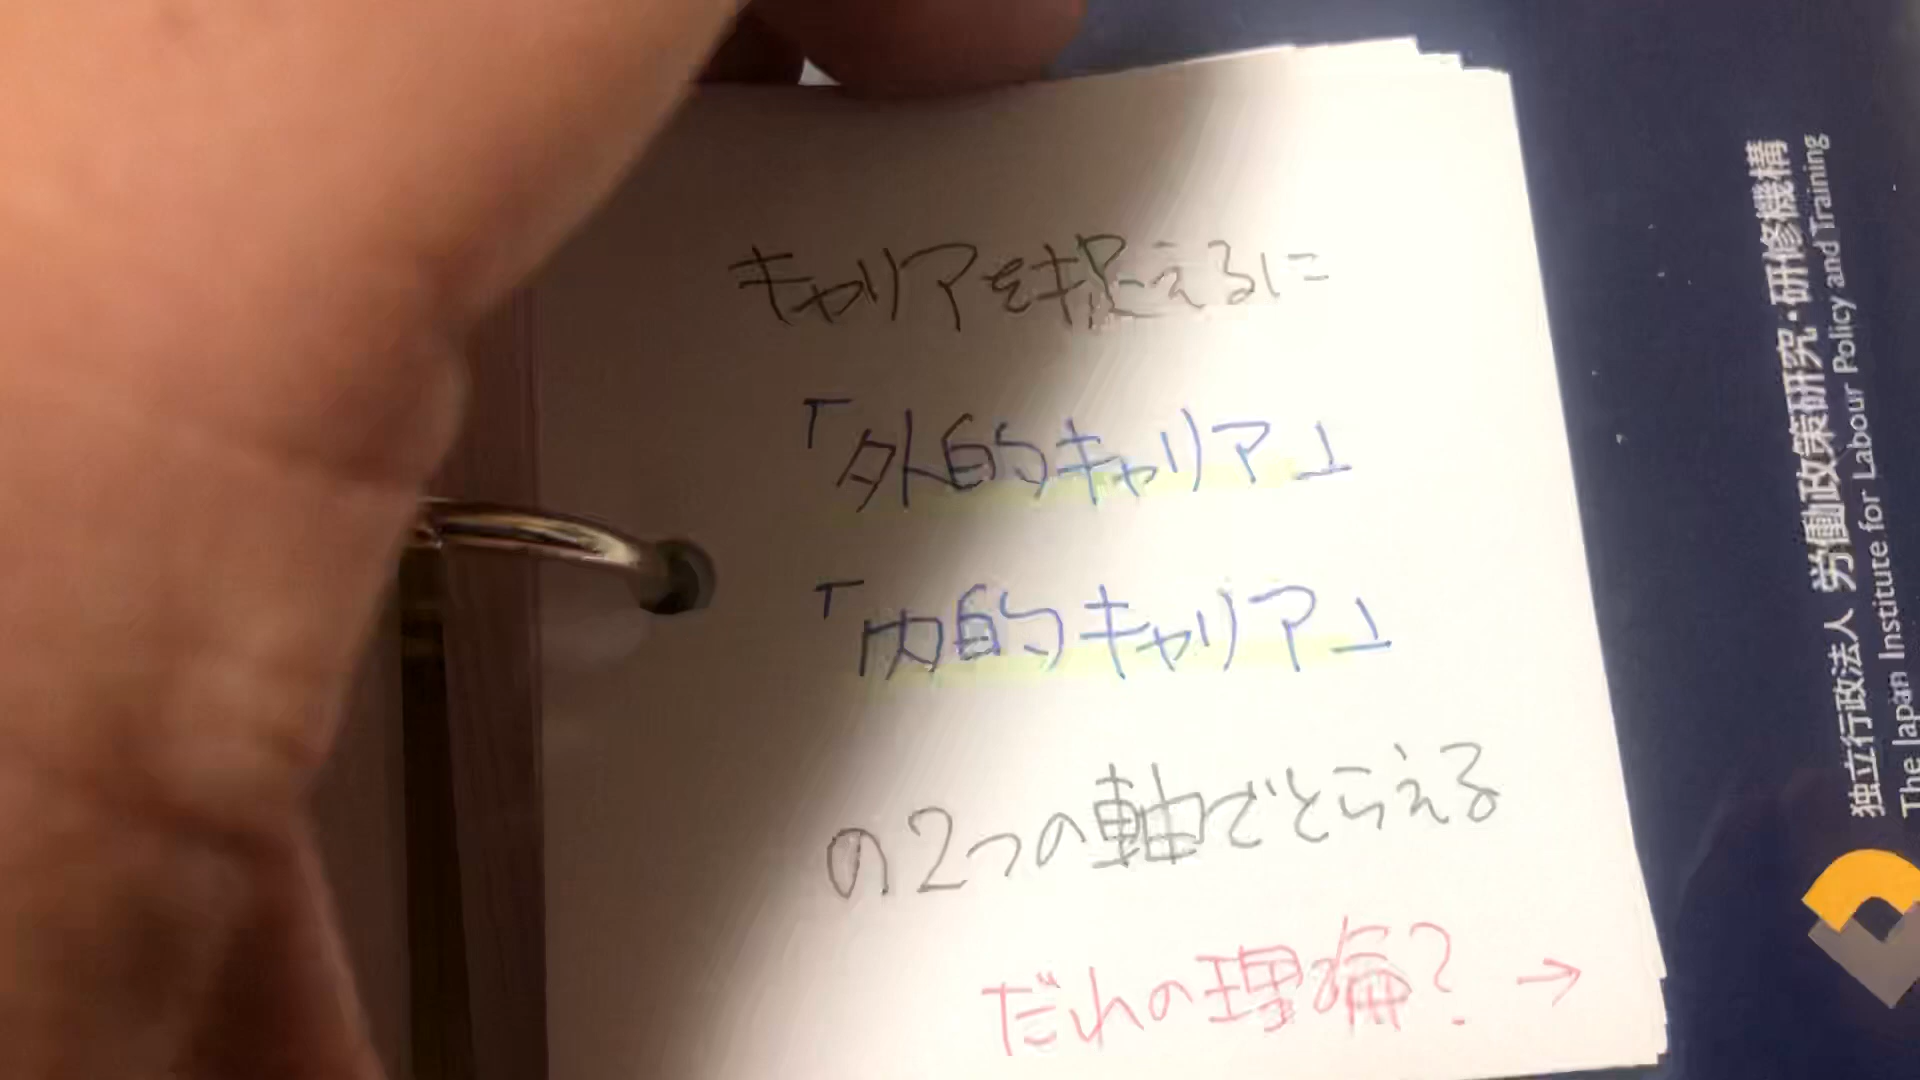 キャリアを捉えるに
「外的キャリア」
「内的キャリア」
の2つの軸でとらえる
だれの理論? →
独立行政法人 労働政策研究・研修機構
The Japan Institute for Labour Policy and Training